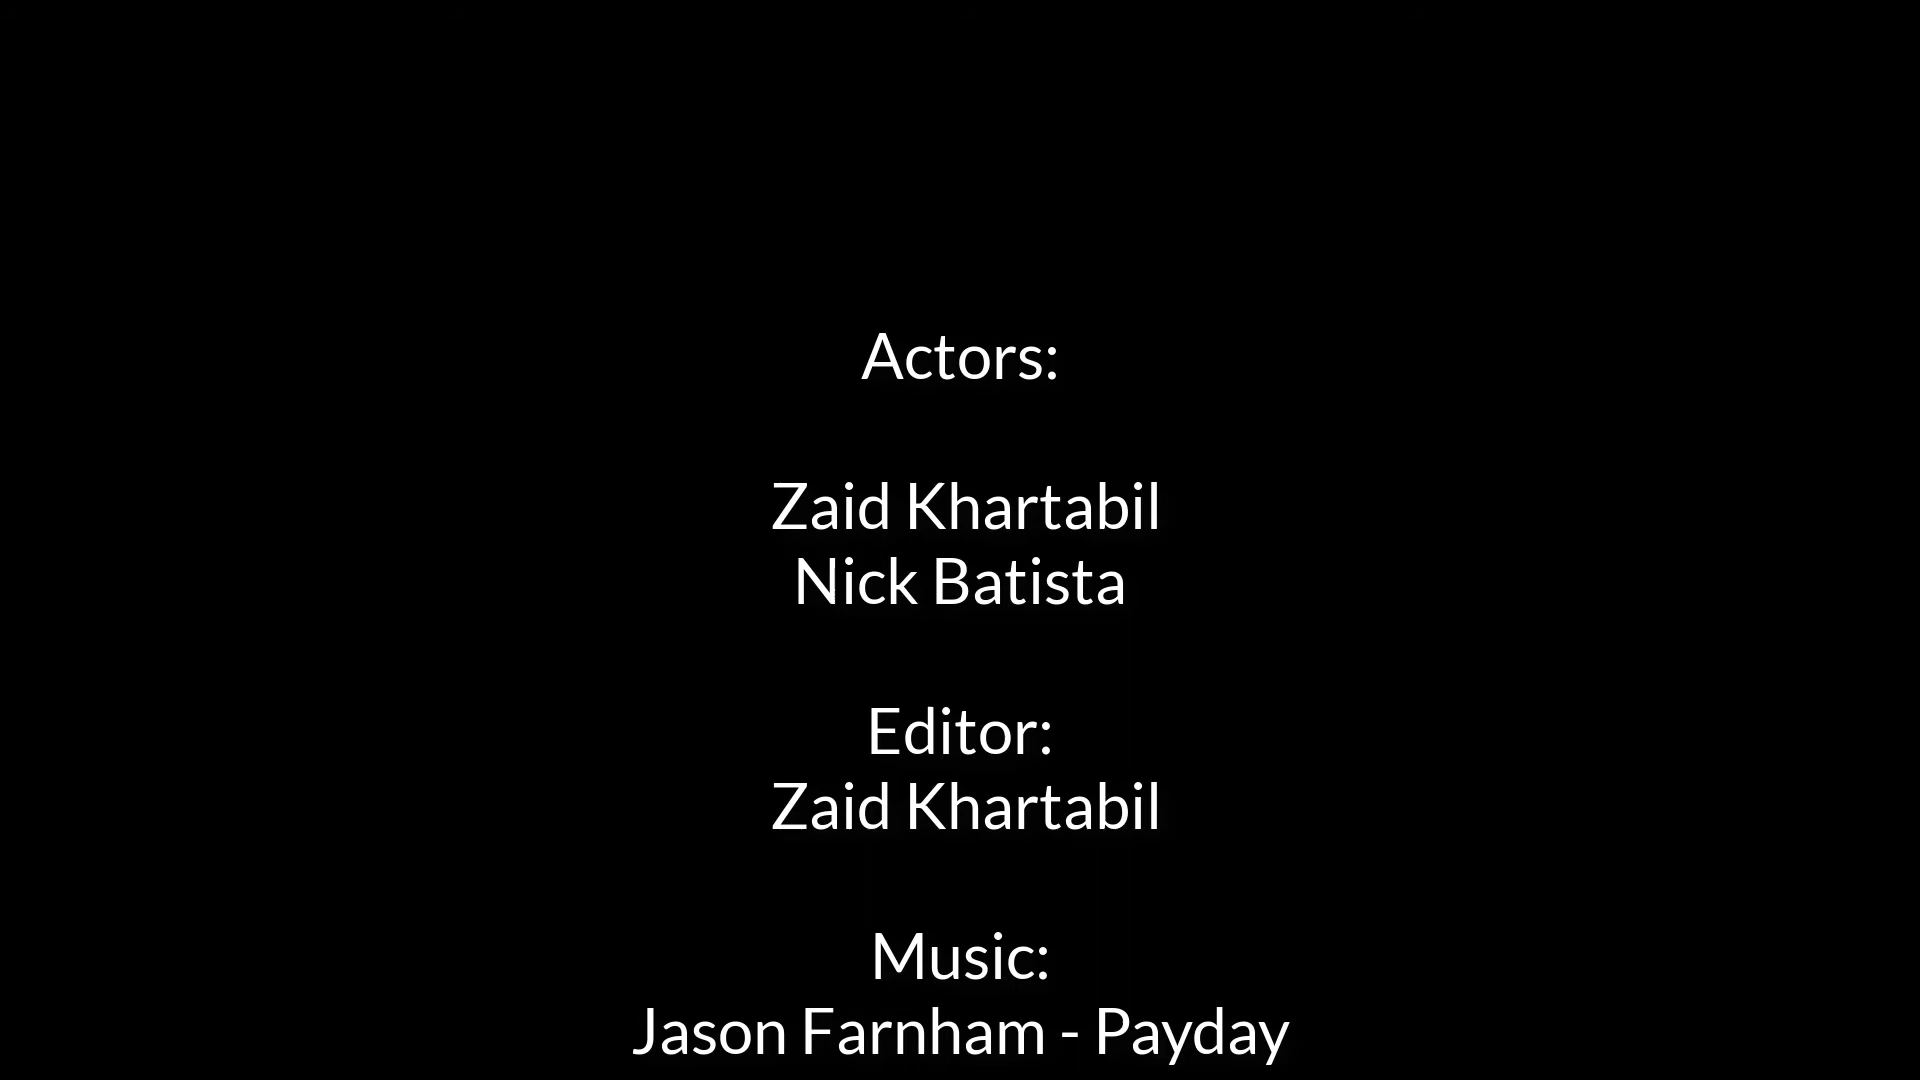 Actors:
Zaid Khartabil
Nick Batista
Editor:
Zaid Khartabil
Music:
Jason Farnham - Payday